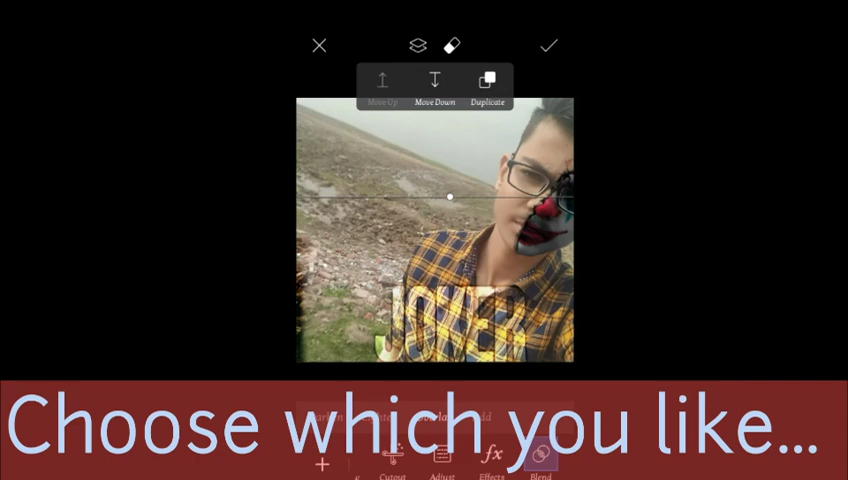 Move Up Move Down Duplicate
Choose which you like...
Cutout Adjust Effects Blend